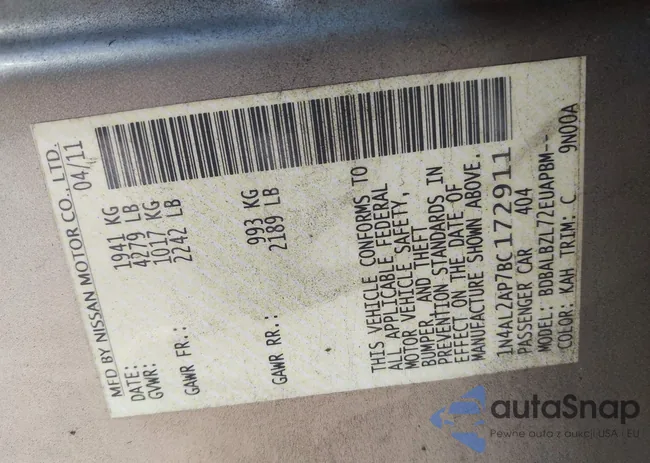 MFD BY NISSAN MOTOR CO., LTD.
DATE: 04/11
GVWR: 1941 KG
4279 LB
GAWR FR.: 1017 KG
2242 LB
GAWR RR.: 993 KG
2189 LB
THIS VEHICLE CONFORMS TO
ALL APPLICABLE FEDERAL
MOTOR VEHICLE SAFETY,
BUMPER, AND THEFT
PREVENTION STANDARDS IN
EFFECT ON THE DATE OF
MANUFACTURE SHOWN ABOVE.
1N4AL2AP7BC172911
PASSENGER CAR 404
MODEL: BDBALBZL72EUAPBM--
COLOR: KAH TRIM: C 9N00A
autaSnap
Pewne auta z aukcji USA - EU